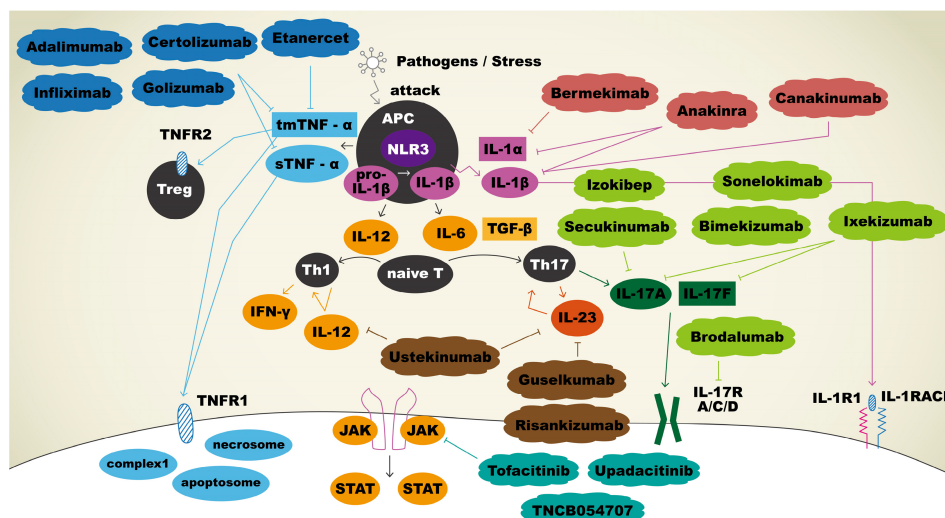 Adalimumab
Certolizumab
Etanercet
Infliximab
Golizumab
Pathogens / Stress
attack
Bermekimab
Anakinra
Canakinumab
TNFR2
tmTNF - α
sTNF - α
APC
NLR3
pro-
IL-1β
IL-1β
IL-1α
IL-1β
Treg
Izokibep
Sonelokimab
Secukinumab
Bimekizumab
Ixekizumab
IL-12
IL-6
TGF-β
Th1
naive T
Th17
IL-17A
IL-17F
IFN-γ
IL-12
IL-23
Ustekinumab
Brodalumab
Guselkumab
IL-17R
A/C/D
TNFR1
IL-1R1
IL-1RACP
Risankizumab
JAK
JAK
necrosome
complex1
apoptosome
STAT
STAT
Tofacitinib
Upadacitinib
TNCB054707